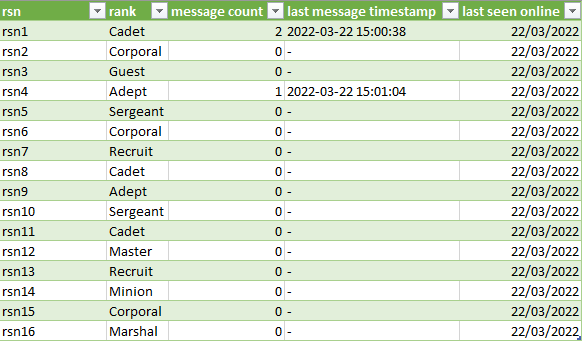 rsn rank message count last message timestamp last seen online
rsn1 Cadet 2 2022-03-22 15:00:38 22/03/2022
rsn2 Corporal 0 - 22/03/2022
rsn3 Guest 0 - 22/03/2022
rsn4 Adept 1 2022-03-22 15:01:04 22/03/2022
rsn5 Sergeant 0 - 22/03/2022
rsn6 Corporal 0 - 22/03/2022
rsn7 Recruit 0 - 22/03/2022
rsn8 Cadet 0 - 22/03/2022
rsn9 Adept 0 - 22/03/2022
rsn10 Sergeant 0 - 22/03/2022
rsn11 Cadet 0 - 22/03/2022
rsn12 Master 0 - 22/03/2022
rsn13 Recruit 0 - 22/03/2022
rsn14 Minion 0 - 22/03/2022
rsn15 Corporal 0 - 22/03/2022
rsn16 Marshal 0 - 22/03/2022